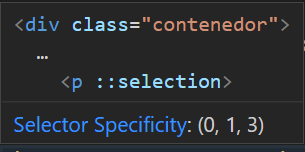 <div class="contenedor">
…
<p ::selection>
Selector Specificity: (0, 1, 3)